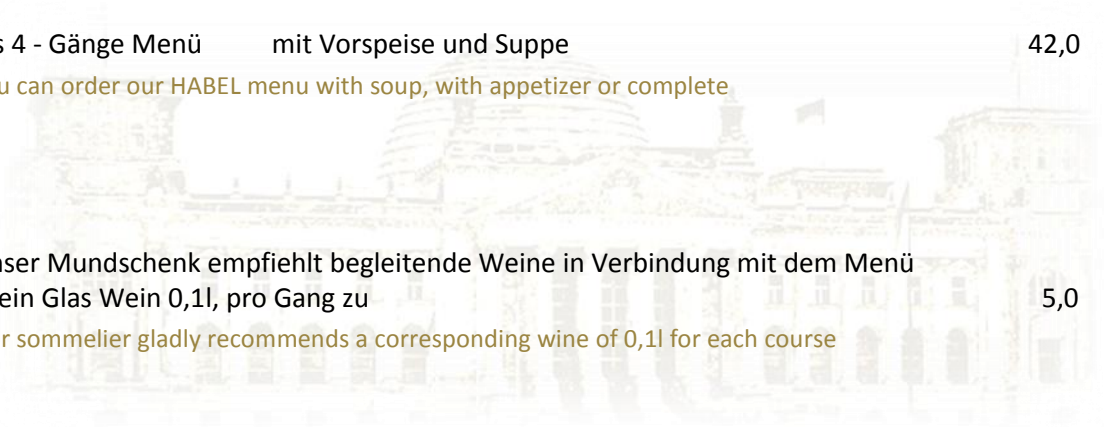 s 4 - Gänge Menü mit Vorspeise und Suppe 42,0
u can order our HABEL menu with soup, with appetizer or complete
nser Mundschenk empfiehlt begleitende Weine in Verbindung mit dem Menü
ein Glas Wein 0,1l, pro Gang zu 5,0
r sommelier gladly recommends a corresponding wine of 0,1l for each course